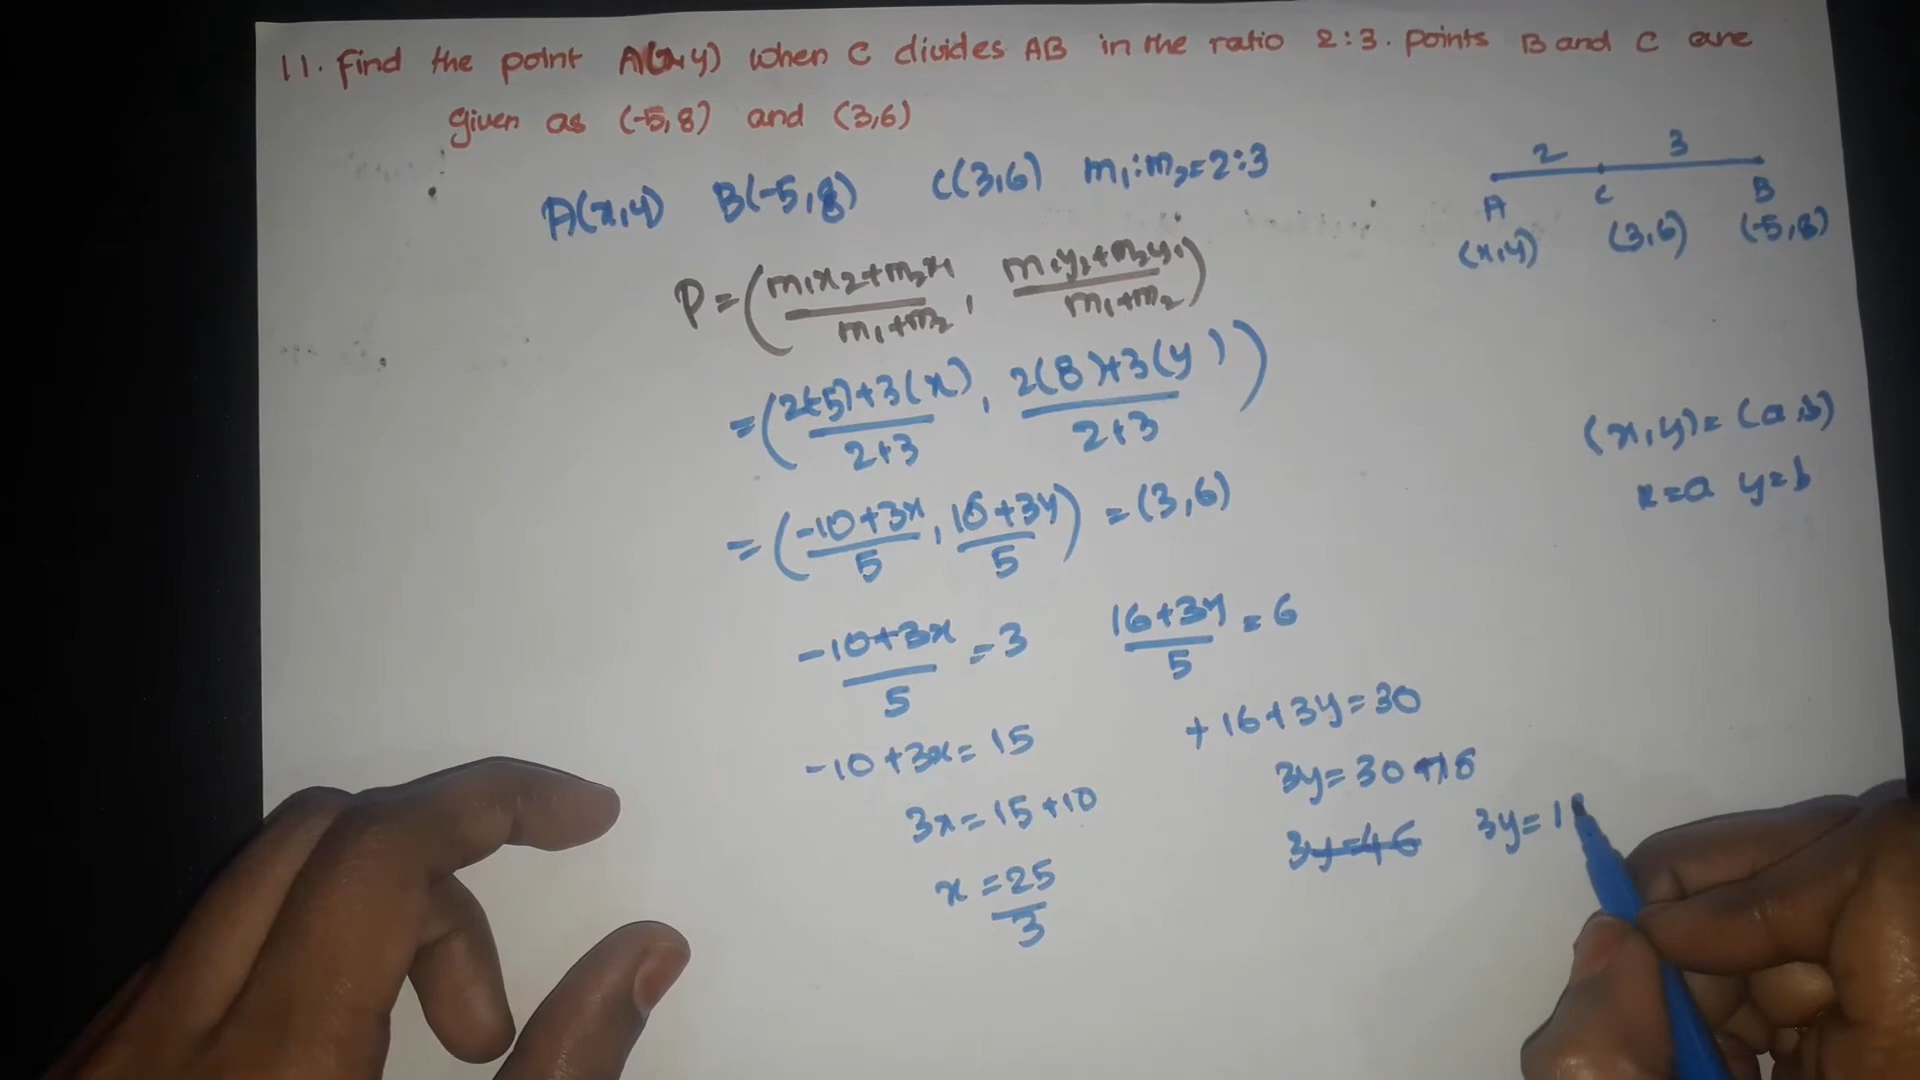 11. Find the point A(x,y) when C divides AB in the ratio 2:3. points B and C are
given as (-5,8) and (3,6)
A(x,y) B(-5,8) C(3,6) m₁:m₂=2:3
2 3
A C B
(x,y) (3,6) (-5,8)
P=(m₁x₂+m₂x₁/m₁+m₂, m₁y₂+m₂y₁/m₁+m₂)
=(2(-5)+3(x)/2+3, 2(8)+3(y)/2+3)
(x,y)=(a,b)
x=a y=b
=(-10+3x/5, 16+3y/5)=(3,6)
-10+3x/5=3 16+3y/5=6
-10+3x=15 +16+3y=30
3x=15+10 3y=30-16
x=25/3 3y=46 3y=1